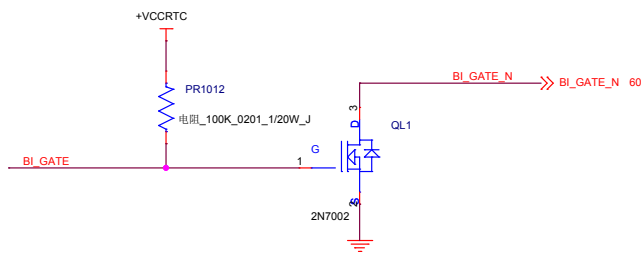 +VCCRTC
PR1012
电阻_100K_0201_1/20W_J
BI_GATE
BI_GATE_N
BI_GATE_N 60
3
D
QL1
G
1
S
2N7002